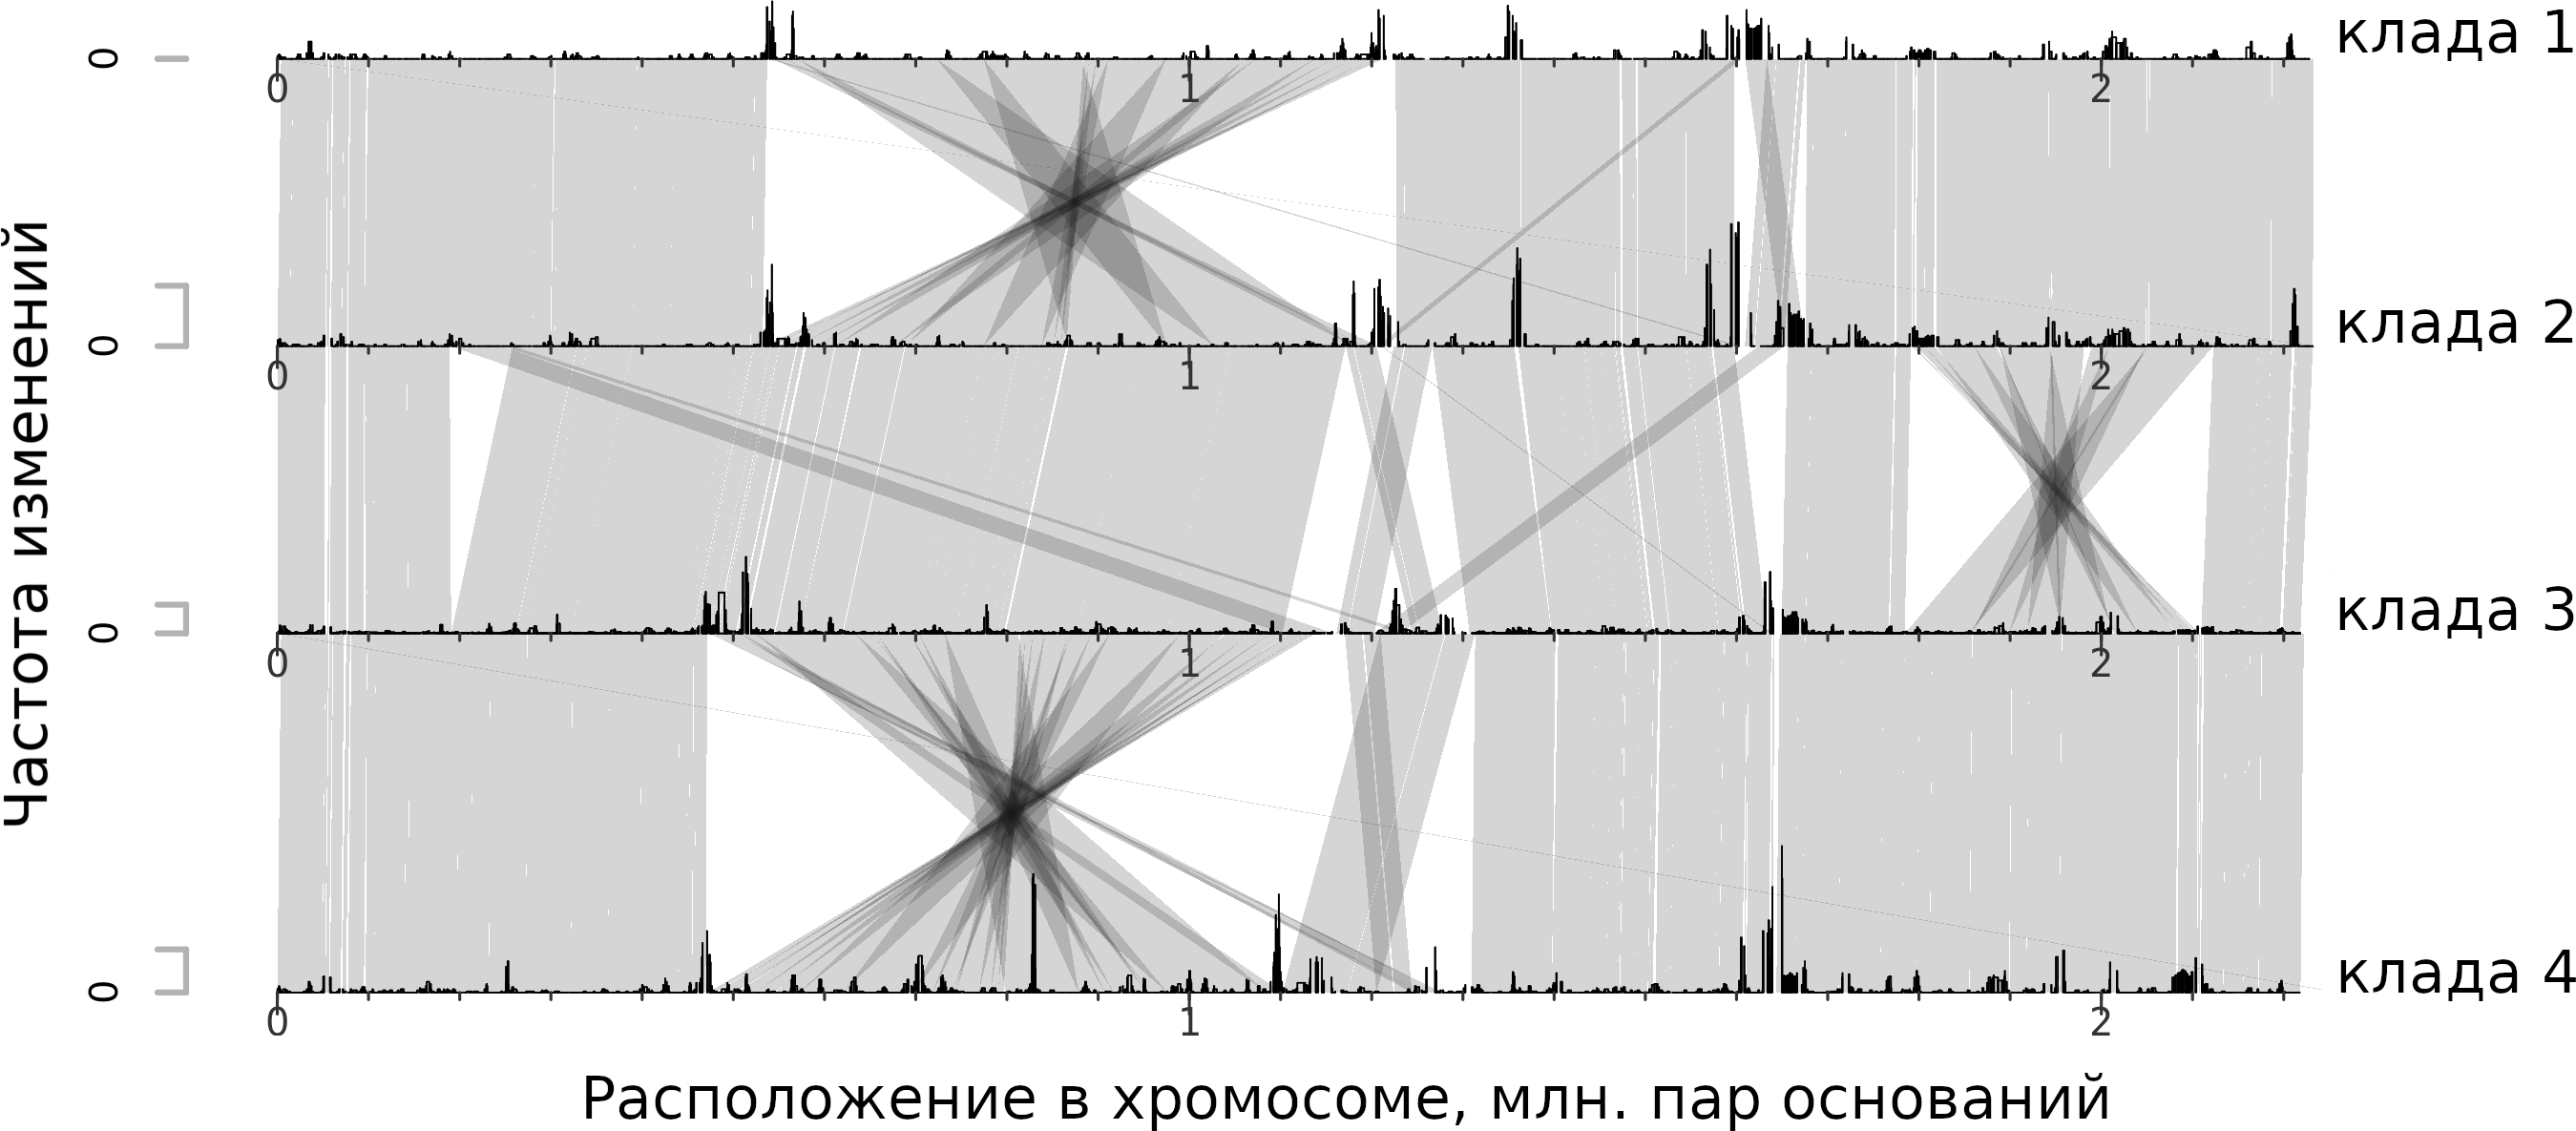 Частота изменений
0
клада 1
0 1 2
0
клада 2
0 1 2
0
клада 3
0 1 2
0
клада 4
0 1 2
Расположение в хромосоме, млн. пар оснований